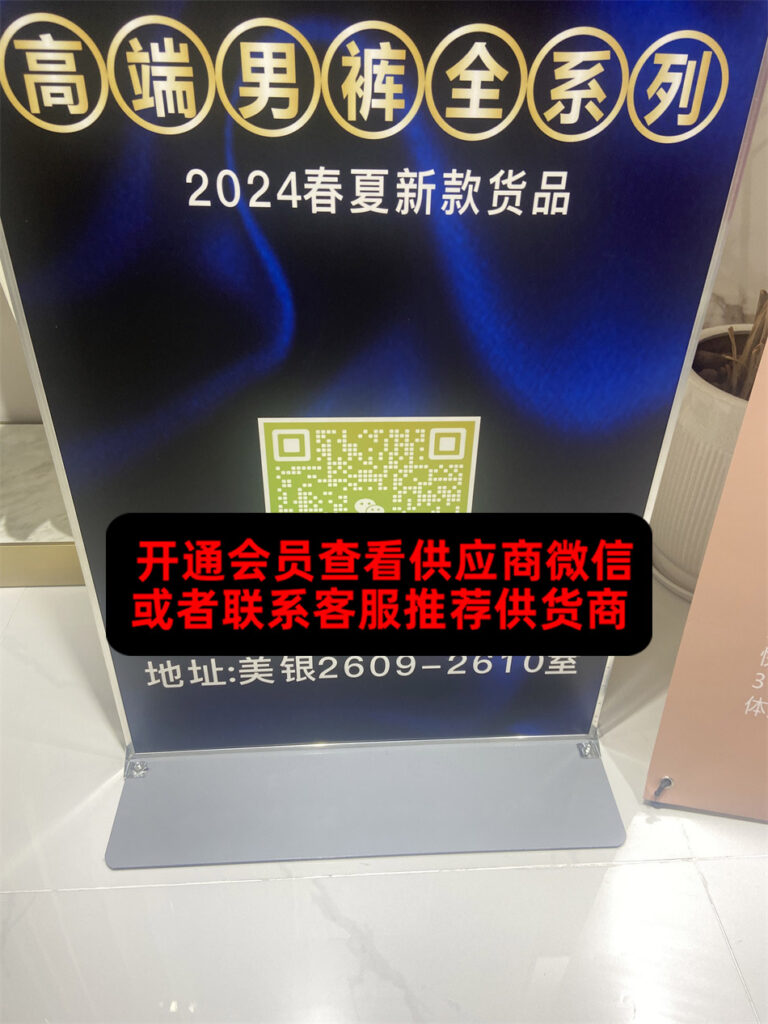 高端男裤全系列
2024春夏新款货品
开通会员查看供应商微信
或者联系客服推荐供货商
地址:美银2609-2610室
3
体